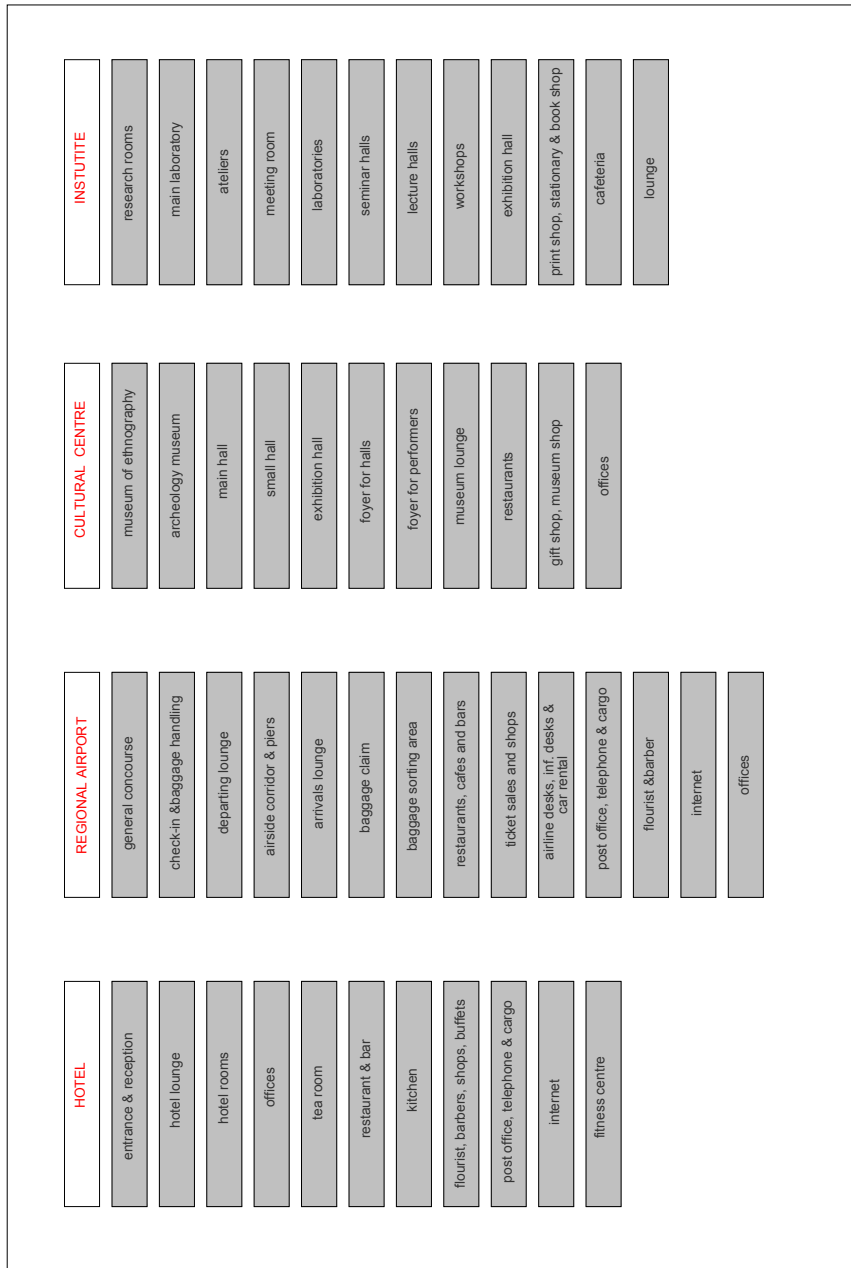 HOTEL
entrance & reception
hotel lounge
hotel rooms
offices
tea room
restaurant & bar
kitchen
flourist, barbers, shops, buffets
post office, telephone & cargo
internet
fitness centre
REGIONAL AIRPORT
general concourse
check-in &baggage handling
departing lounge
airside corridor & piers
arrivals lounge
baggage claim
baggage sorting area
restaurants, cafes and bars
ticket sales and shops
airline desks, inf. desks &
car rental
post office, telephone & cargo
flourist &barber
internet
offices
CULTURAL CENTRE
museum of ethnography
archeology museum
main hall
small hall
exhibition hall
foyer for halls
foyer for performers
museum lounge
restaurants
gift shop, museum shop
offices
INSTUTITE
research rooms
main laboratory
ateliers
meeting room
laboratories
seminar halls
lecture halls
workshops
exhibition hall
print shop, stationary & book shop
cafeteria
lounge